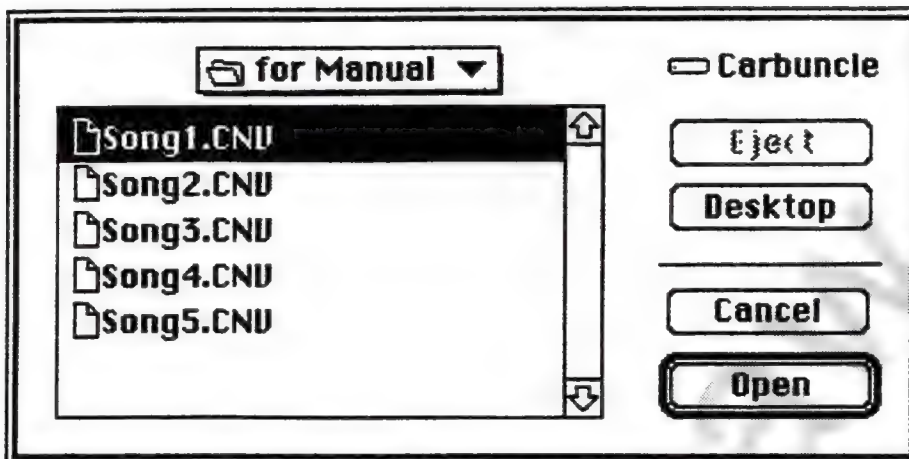 for Manual
Carbuncle
Song1.CNV
Song2.CNV
Song3.CNV
Song4.CNV
Song5.CNV
Eject
Desktop
Cancel
Open